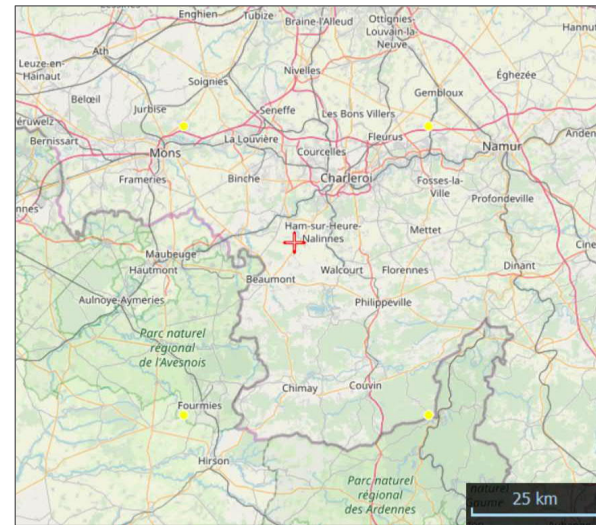 Enghien
Tubize
Braine-l'Alleud
Ottignies-
Louvain-la-
Neuve
Hannut
Ath
Leuze-en-
Hainaut
Soignies
Nivelles
Éghezée
Gembloux
Belœil
Jurbise
Seneffe
Les Bons Villers
Bernissart
Mons
La Louvière
Fleurus
Namur
Courcelles
Frameries
Binche
Charleroi
Fosses-la-
Ville
Profondeville
Ham-sur-Heure-
Nalinnes
Mettet
Maubeuge
Hautmont
Beaumont
Walcourt
Florennes
Dinant
Aulnoye-Aymeries
Philippeville
Parc naturel
régional
de l'Avesnois
Chimay
Couvin
Fourmies
Hirson
Parc naturel
régional
des Ardennes
25 km